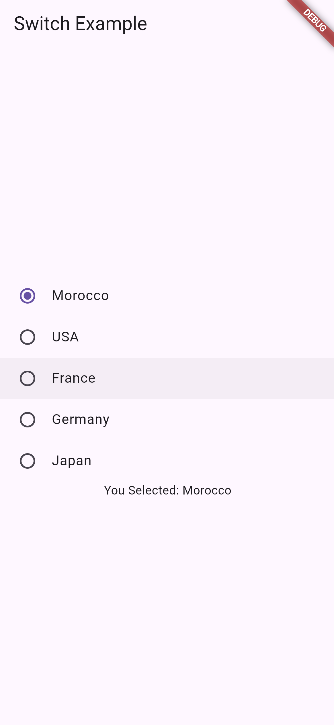 Switch Example
DEBUG
Morocco
USA
France
Germany
Japan
You Selected: Morocco